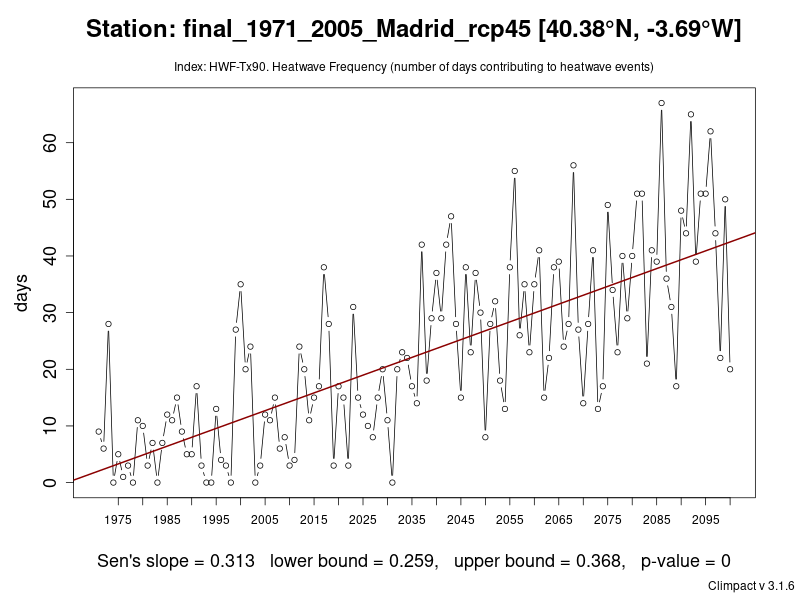 Station: final_1971_2005_Madrid_rcp45 [40.38°N, -3.69°W]
Index: HWF-Tx90. Heatwave Frequency (number of days contributing to heatwave events)
60
50
40
30
20
10
0
days
1975 1985 1995 2005 2015 2025 2035 2045 2055 2065 2075 2085 2095
Sen's slope = 0.313 lower bound = 0.259, upper bound = 0.368, p-value = 0
Climpact v 3.1.6